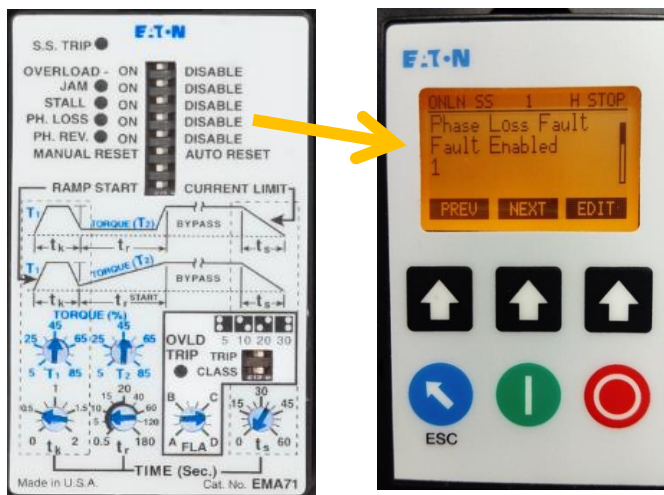 E·T·N
S.S. TRIP
OVERLOAD - ON DISABLE
JAM ON DISABLE
STALL ON DISABLE
PH. LOSS ON DISABLE
PH. REV. ON DISABLE
MANUAL RESET AUTO RESET
RAMP START CURRENT LIMIT
T1 TORQUE (T2) BYPASS
tk tr ts
T1 TORQUE (T2) BYPASS
tk tr START ts
TORQUE (%)
45 45
25 65 25 65
5 T1 85 5 T2 85
OVLD 5 10 20 30
TRIP TRIP
CLASS
1 20 30
0.5 1.5 10 15 40 60 120 B C 15 45
0 tk 2 0.5 tr 180 A FLA D 0 ts 60
TIME (Sec.)
Made in U.S.A. Cat. No. EMA71
E·T·N
ONLN SS 1 H STOP
Phase Loss Fault
Fault Enabled
1
PREV NEXT EDIT
ESC